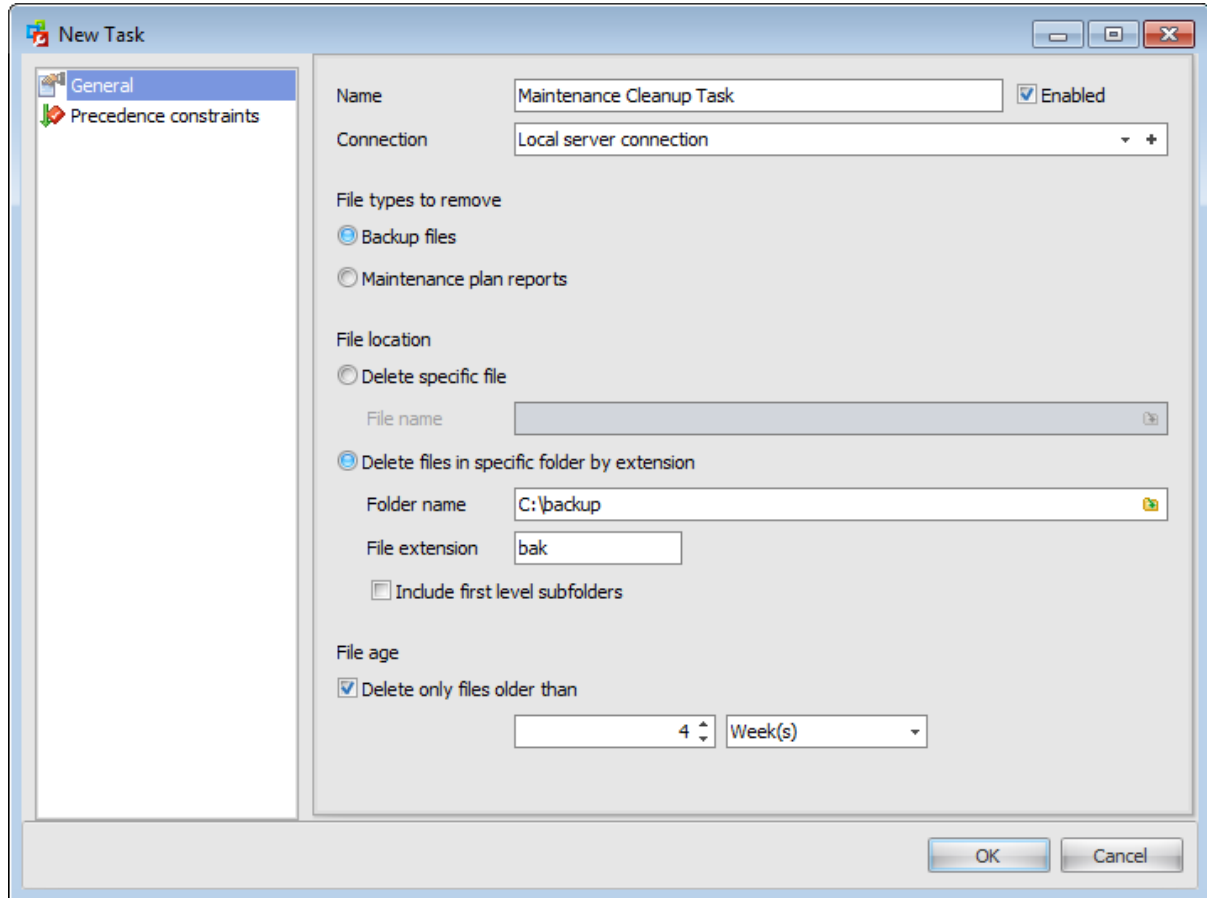 New Task
General
Precedence constraints
Name Maintenance Cleanup Task Enabled
Connection Local server connection
File types to remove
Backup files
Maintenance plan reports
File location
Delete specific file
File name
Delete files in specific folder by extension
Folder name C:\backup
File extension bak
Include first level subfolders
File age
Delete only files older than
4 Week(s)
OK Cancel